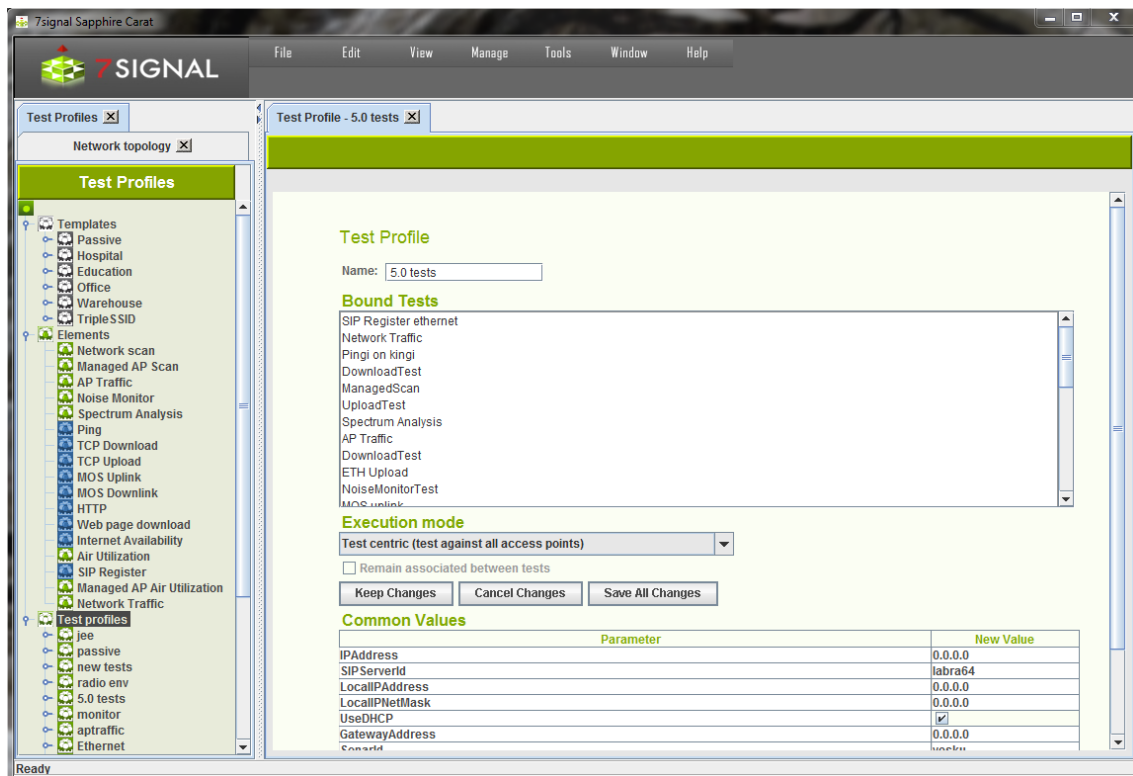 7signal Sapphire Carat
7SIGNAL
File Edit View Manage Tools Window Help
Test Profiles
Network topology
Test Profiles
Templates
Passive
Hospital
Education
Office
Warehouse
TripleSSID
Elements
Network scan
Managed AP Scan
AP Traffic
Noise Monitor
Spectrum Analysis
Ping
TCP Download
TCP Upload
MOS Uplink
MOS Downlink
HTTP
Web page download
Internet Availability
Air Utilization
SIP Register
Managed AP Air Utilization
Network Traffic
Test profiles
jee
passive
new tests
radio env
5.0 tests
monitor
aptraffic
Ethernet
Test Profile - 5.0 tests
Test Profile
Name: 5.0 tests
Bound Tests
SIP Register ethernet
Network Traffic
Pingi on kingi
DownloadTest
ManagedScan
UploadTest
Spectrum Analysis
AP Traffic
DownloadTest
ETH Upload
NoiseMonitorTest
MOS uplink
Execution mode
Test centric (test against all access points)
Remain associated between tests
Keep Changes Cancel Changes Save All Changes
Common Values
Parameter New Value
IPAddress 0.0.0.0
SIPServerId labra64
LocalIPAddress 0.0.0.0
LocalIPNetMask 0.0.0.0
UseDHCP
GatewayAddress 0.0.0.0
SonarId vosku
Ready